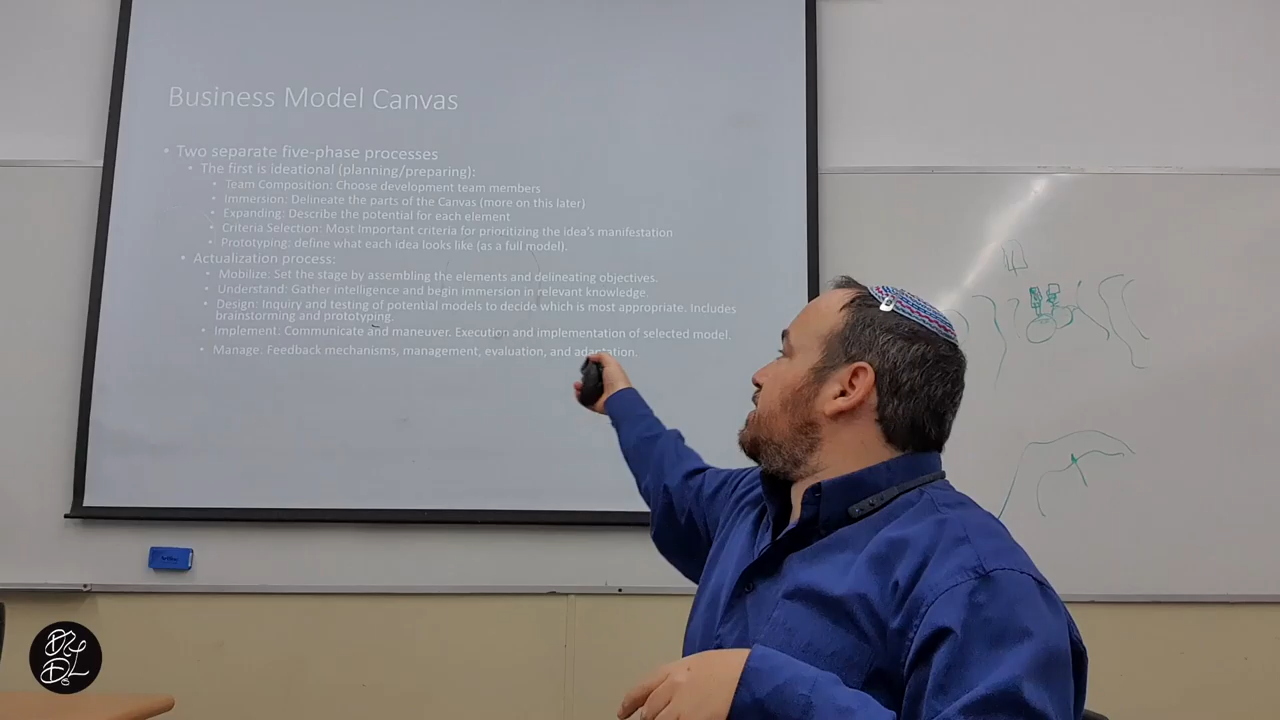 Business Model Canvas
• Two separate five-phase processes
• The first is ideational (planning/preparing):
• Team Composition: Choose development team members
• Immersion: Delineate the parts of the Canvas (more on this later)
• Expanding: Describe the potential for each element
• Criteria Selection: Most Important criteria for prioritizing the idea's manifestation
• Prototyping: define what each idea looks like (as a full model).
• Actualization process:
• Mobilize: Set the stage by assembling the elements and delineating objectives.
• Understand: Gather intelligence and begin immersion in relevant knowledge.
• Design: Inquiry and testing of potential models to decide which is most appropriate. Includes
brainstorming and prototyping.
• Implement: Communicate and maneuver. Execution and implementation of selected model.
• Manage: Feedback mechanisms, management, evaluation, and adaptation.